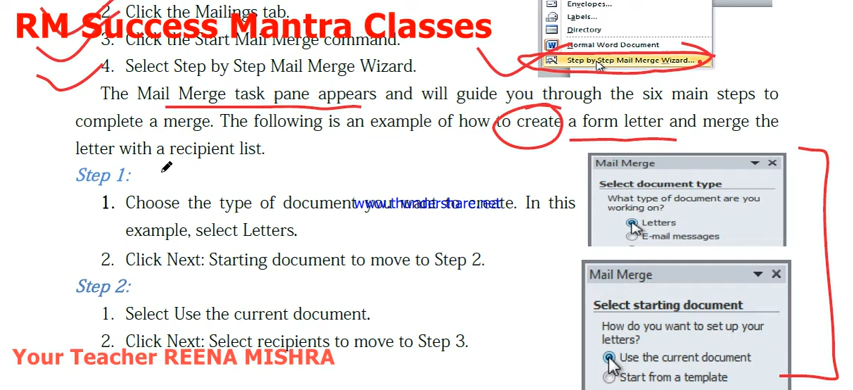 2. Click the Mailings tab.
RM Success Mantra Classes
3. Click the Start Mail Merge command.
4. Select Step by Step Mail Merge Wizard.
Envelopes...
Labels...
Directory
Normal Word Document
Step by Step Mail Merge Wizard...
The Mail Merge task pane appears and will guide you through the six main steps to
complete a merge. The following is an example of how to create a form letter and merge the
letter with a recipient list.
Step 1:
1. Choose the type of document you want to create. In this
example, select Letters.
2. Click Next: Starting document to move to Step 2.
Step 2:
1. Select Use the current document.
2. Click Next: Select recipients to move to Step 3.
Your Teacher REENA MISHRA
Mail Merge
Select document type
What type of document are you
working on?
Letters
E-mail messages
Mail Merge
Select starting document
How do you want to set up your
letters?
Use the current document
Start from a template